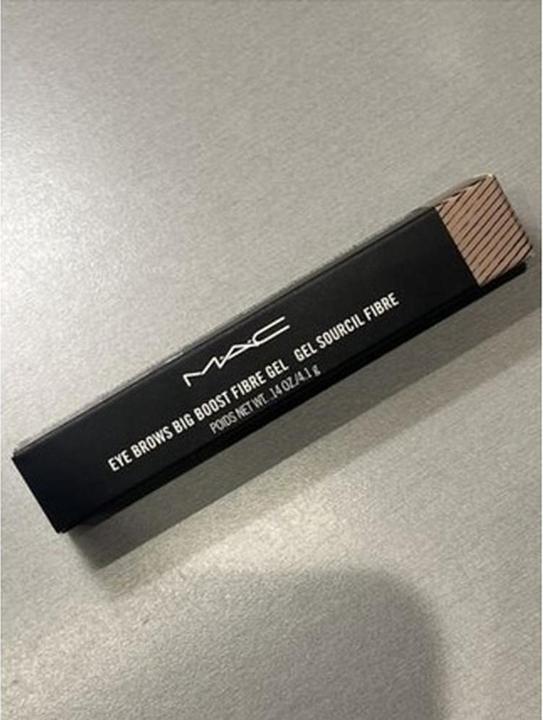 MAC
EYE BROWS BIG BOOST FIBRE GEL GEL SOURCIL FIBRE
POIDS NET WT. .14 OZ/4.1 g